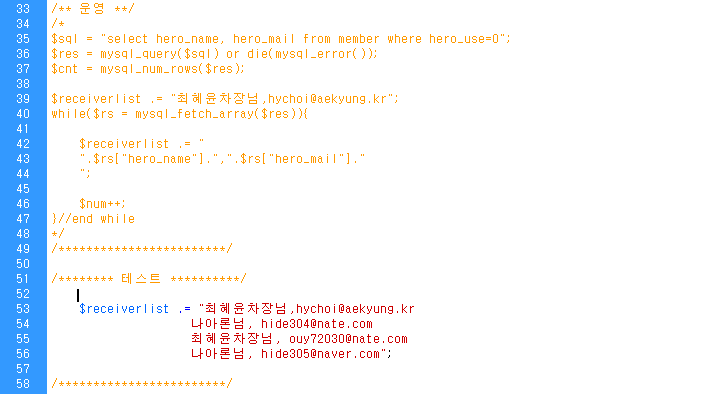 33 /** 운영 **/
34 /*
35 $sql = "select hero_name, hero_mail from member where hero_use=0";
36 $res = mysql_query($sql) or die(mysql_error());
37 $cnt = mysql_num_rows($res);
38
39 $receiverlist .= "최혜윤차장님,hychoi@aekyung.kr";
40 while($rs = mysql_fetch_array($res)){
41
42 $receiverlist .= "
43 ".$rs["hero_name"].",".$rs["hero_mail"]."
44 ";
45
46 $num++;
47 }//end while
48 */
49 /************************/
50
51 /******** 테스트 **********/
52
53 $receiverlist .= "최혜윤차장님,hychoi@aekyung.kr
54 나아론님, hide304@nate.com
55 최혜윤차장님, ouy72030@nate.com
56 나아론님, hide305@naver.com";
57
58 /************************/